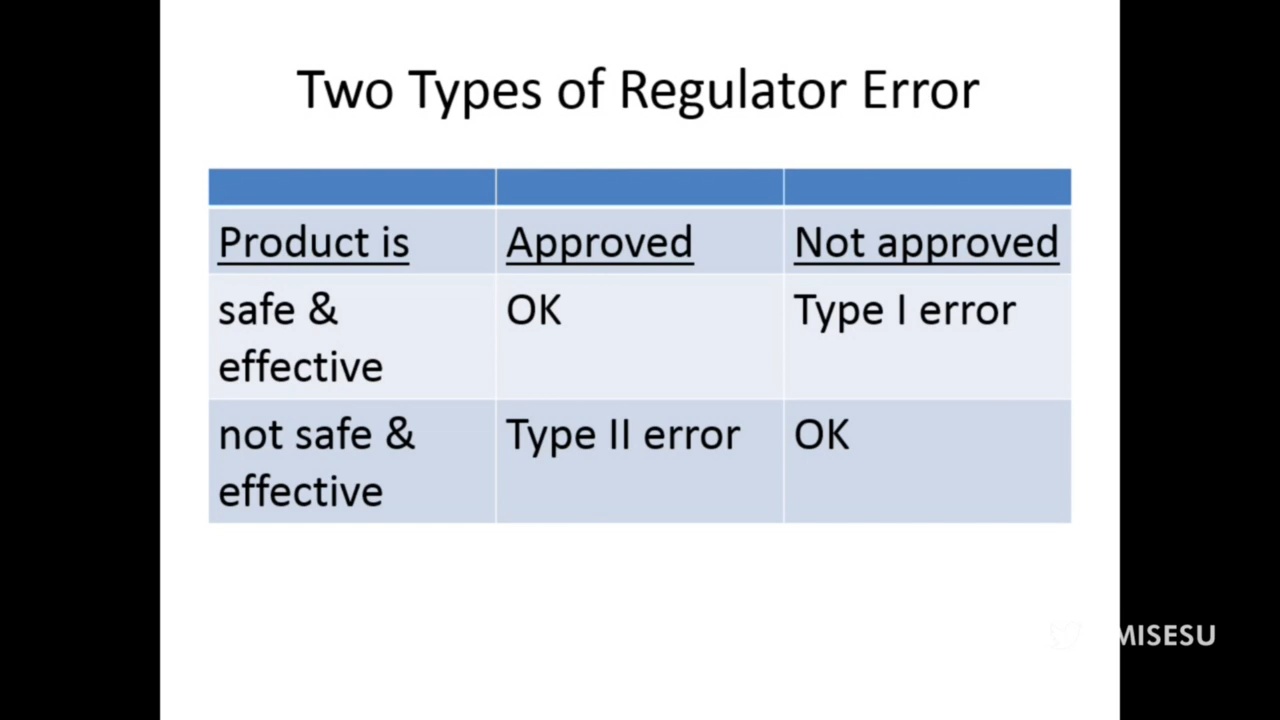 Two Types of Regulator Error
Product is Approved Not approved
safe & OK Type I error
effective
not safe & Type II error OK
effective
MISESU